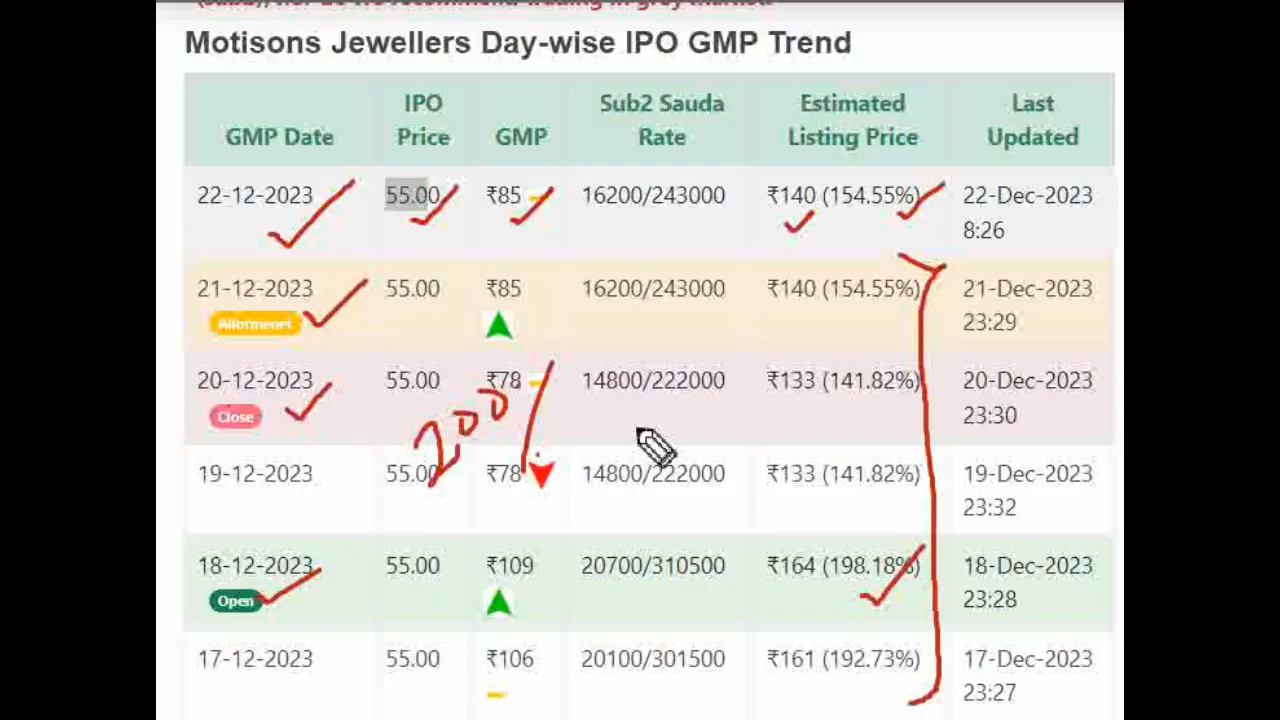 Motisons Jewellers Day-wise IPO GMP Trend
GMP Date IPO Price GMP Sub2 Sauda Rate Estimated Listing Price Last Updated
22-12-2023 55.00 ₹85 16200/243000 ₹140 (154.55%) 22-Dec-2023
8:26
21-12-2023 55.00 ₹85 16200/243000 ₹140 (154.55%) 21-Dec-2023
Allotmenet 23:29
20-12-2023 55.00 ₹78 14800/222000 ₹133 (141.82%) 20-Dec-2023
Close 23:30
200%
19-12-2023 55.00 ₹78 14800/222000 ₹133 (141.82%) 19-Dec-2023
23:32
18-12-2023 55.00 ₹109 20700/310500 ₹164 (198.18%) 18-Dec-2023
Open 23:28
17-12-2023 55.00 ₹106 20100/301500 ₹161 (192.73%) 17-Dec-2023
23:27